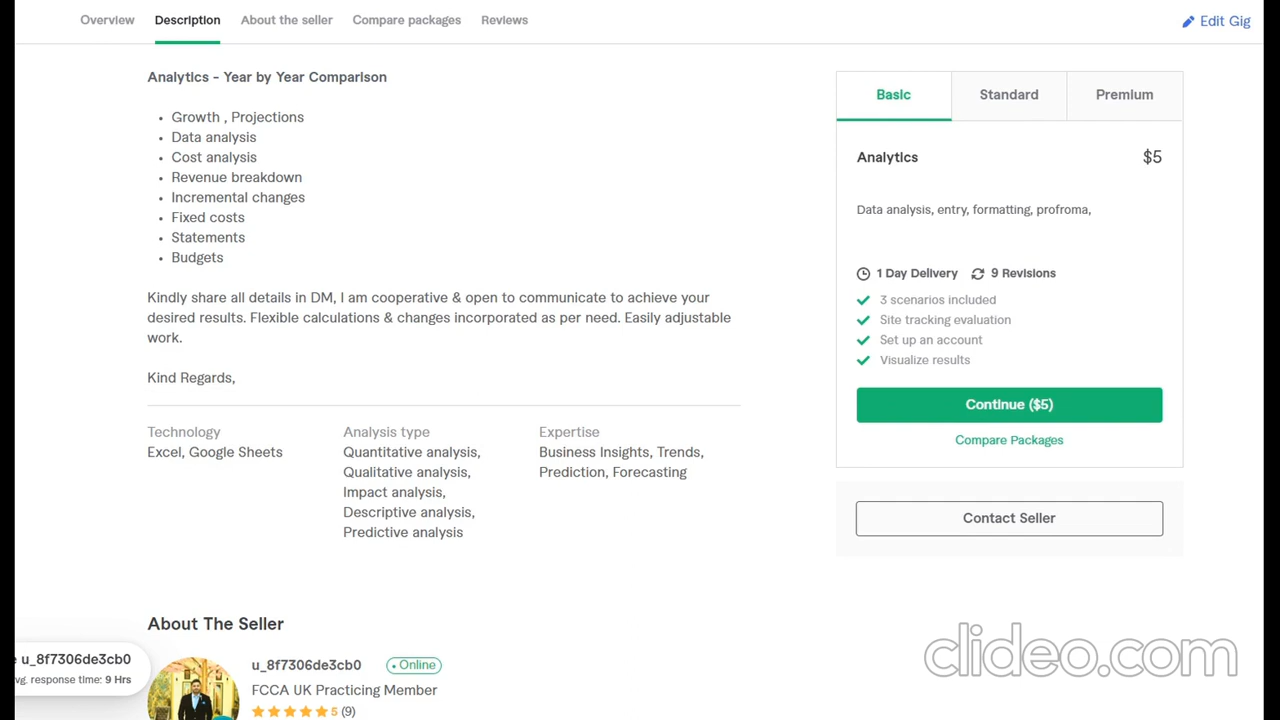 Overview Description About the seller Compare packages Reviews
Edit Gig
Analytics - Year by Year Comparison
Growth , Projections
Data analysis
Cost analysis
Revenue breakdown
Incremental changes
Fixed costs
Statements
Budgets
Kindly share all details in DM, I am cooperative & open to communicate to achieve your
desired results. Flexible calculations & changes incorporated as per need. Easily adjustable
work.
Kind Regards,
Technology
Excel, Google Sheets
Analysis type
Quantitative analysis,
Qualitative analysis,
Impact analysis,
Descriptive analysis,
Predictive analysis
Expertise
Business Insights, Trends,
Prediction, Forecasting
Basic Standard Premium
Analytics $5
Data analysis, entry, formatting, profroma,
1 Day Delivery 9 Revisions
3 scenarios included
Site tracking evaluation
Set up an account
Visualize results
Continue ($5)
Compare Packages
Contact Seller
About The Seller
u_8f7306de3cb0 • Online
FCCA UK Practicing Member
5 (9)
u_8f7306de3cb0
vg. response time: 9 Hrs
clideo.com